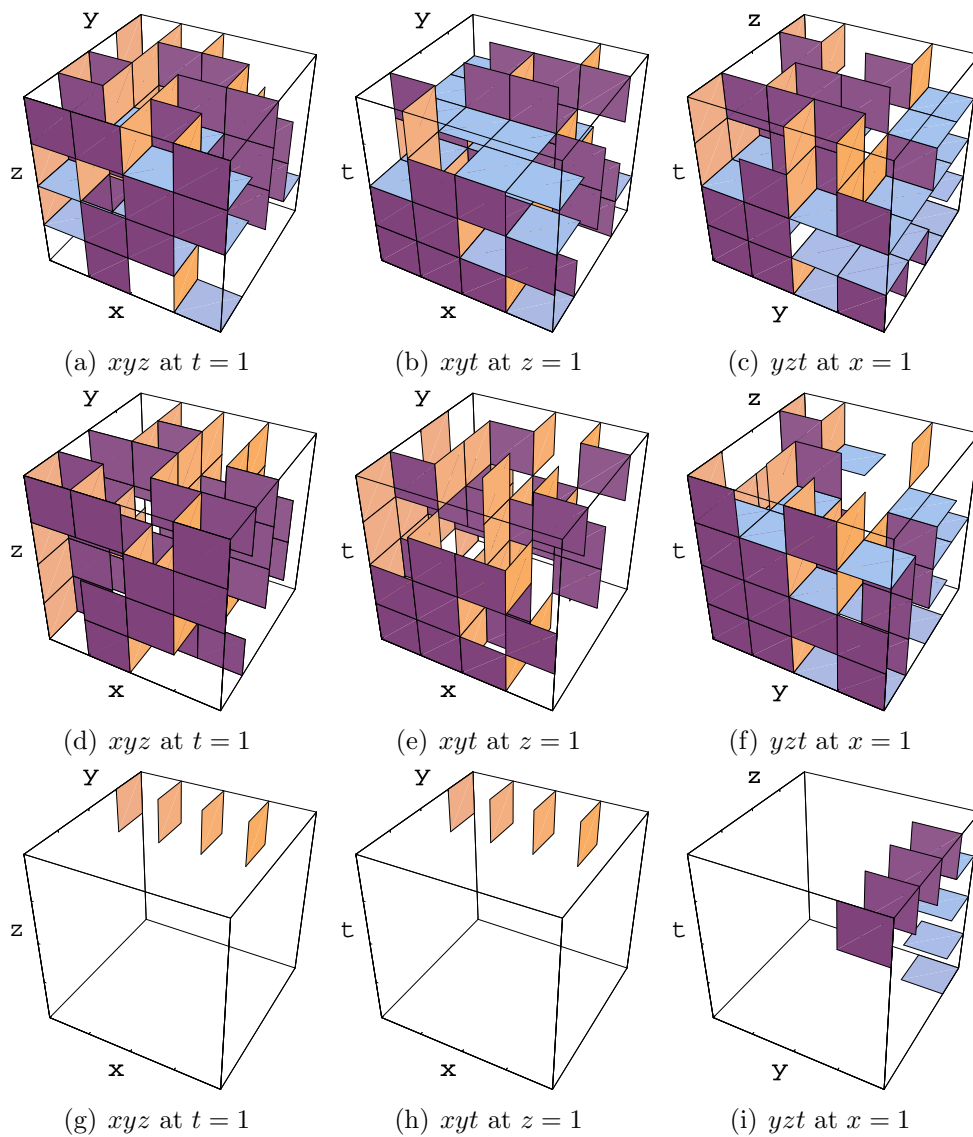 y y z
z t t
x x y
(a) xyz at t = 1 (b) xyt at z = 1 (c) yzt at x = 1
y y z
z t t
x x y
(d) xyz at t = 1 (e) xyt at z = 1 (f) yzt at x = 1
y y z
z t t
x x y
(g) xyz at t = 1 (h) xyt at z = 1 (i) yzt at x = 1